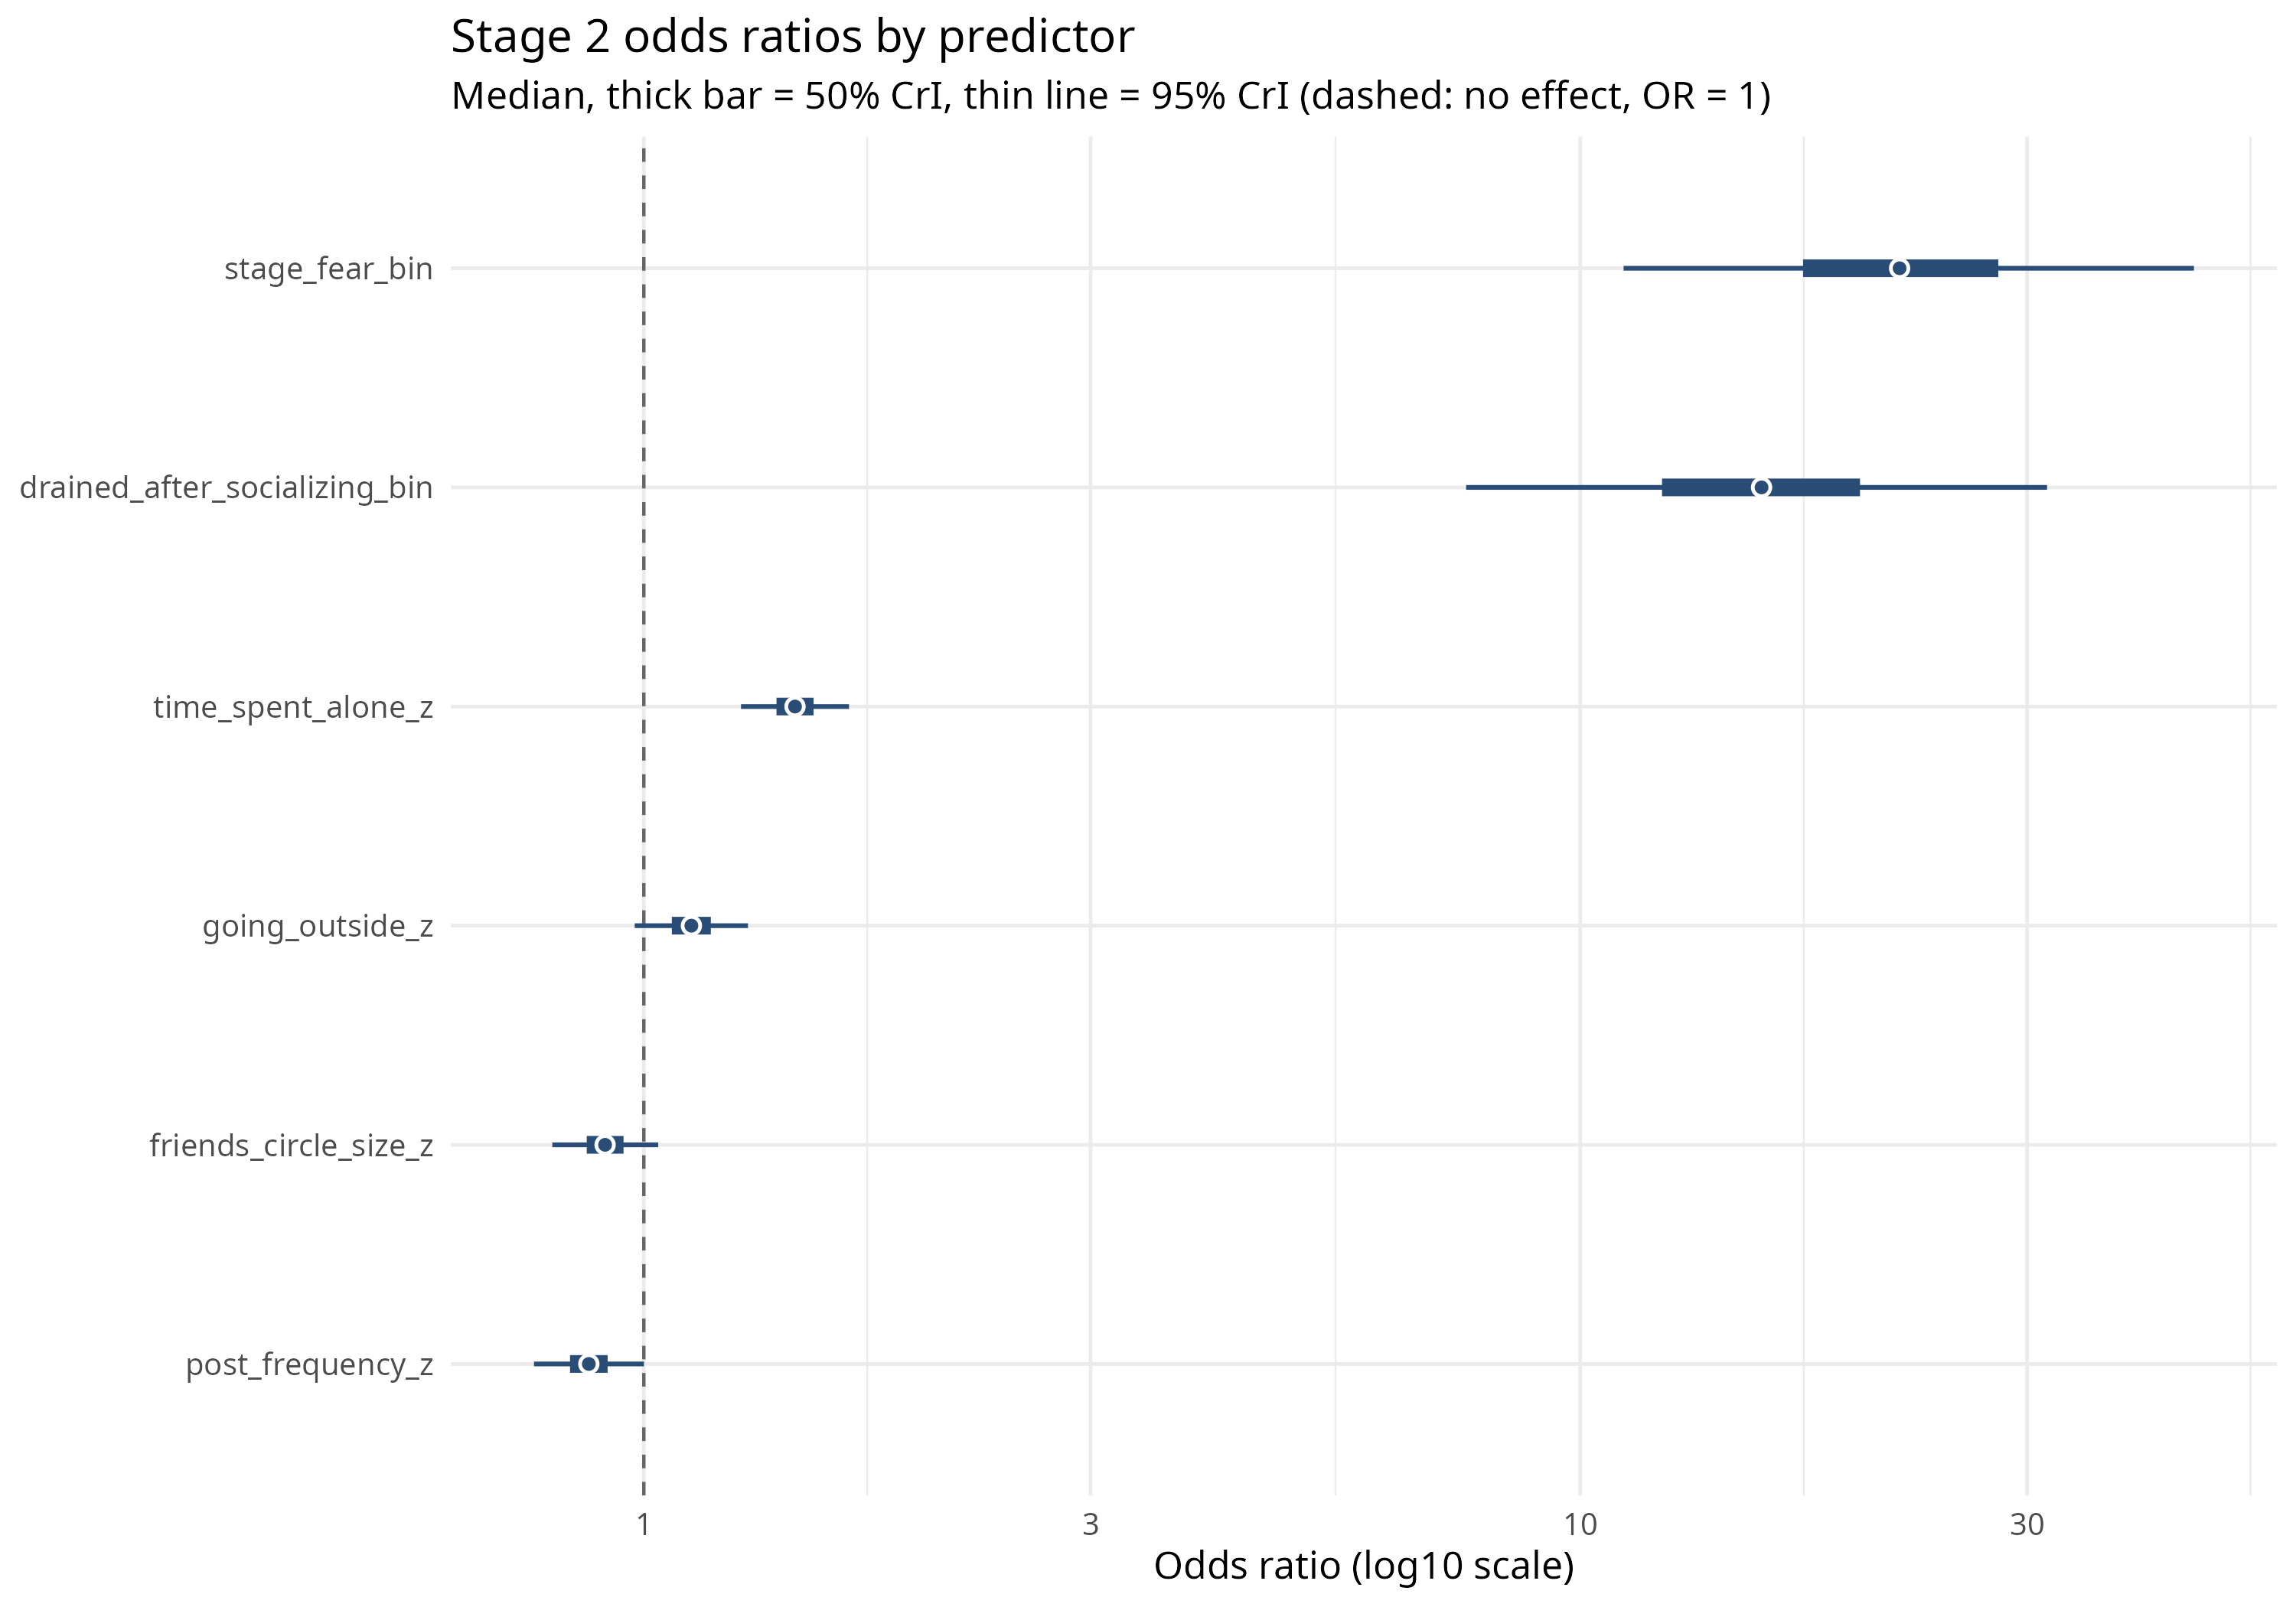 Stage 2 odds ratios by predictor
Median, thick bar = 50% CrI, thin line = 95% CrI (dashed: no effect, OR = 1)
stage_fear_bin
drained_after_socializing_bin
time_spent_alone_z
going_outside_z
friends_circle_size_z
post_frequency_z
1 3 10 30
Odds ratio (log10 scale)